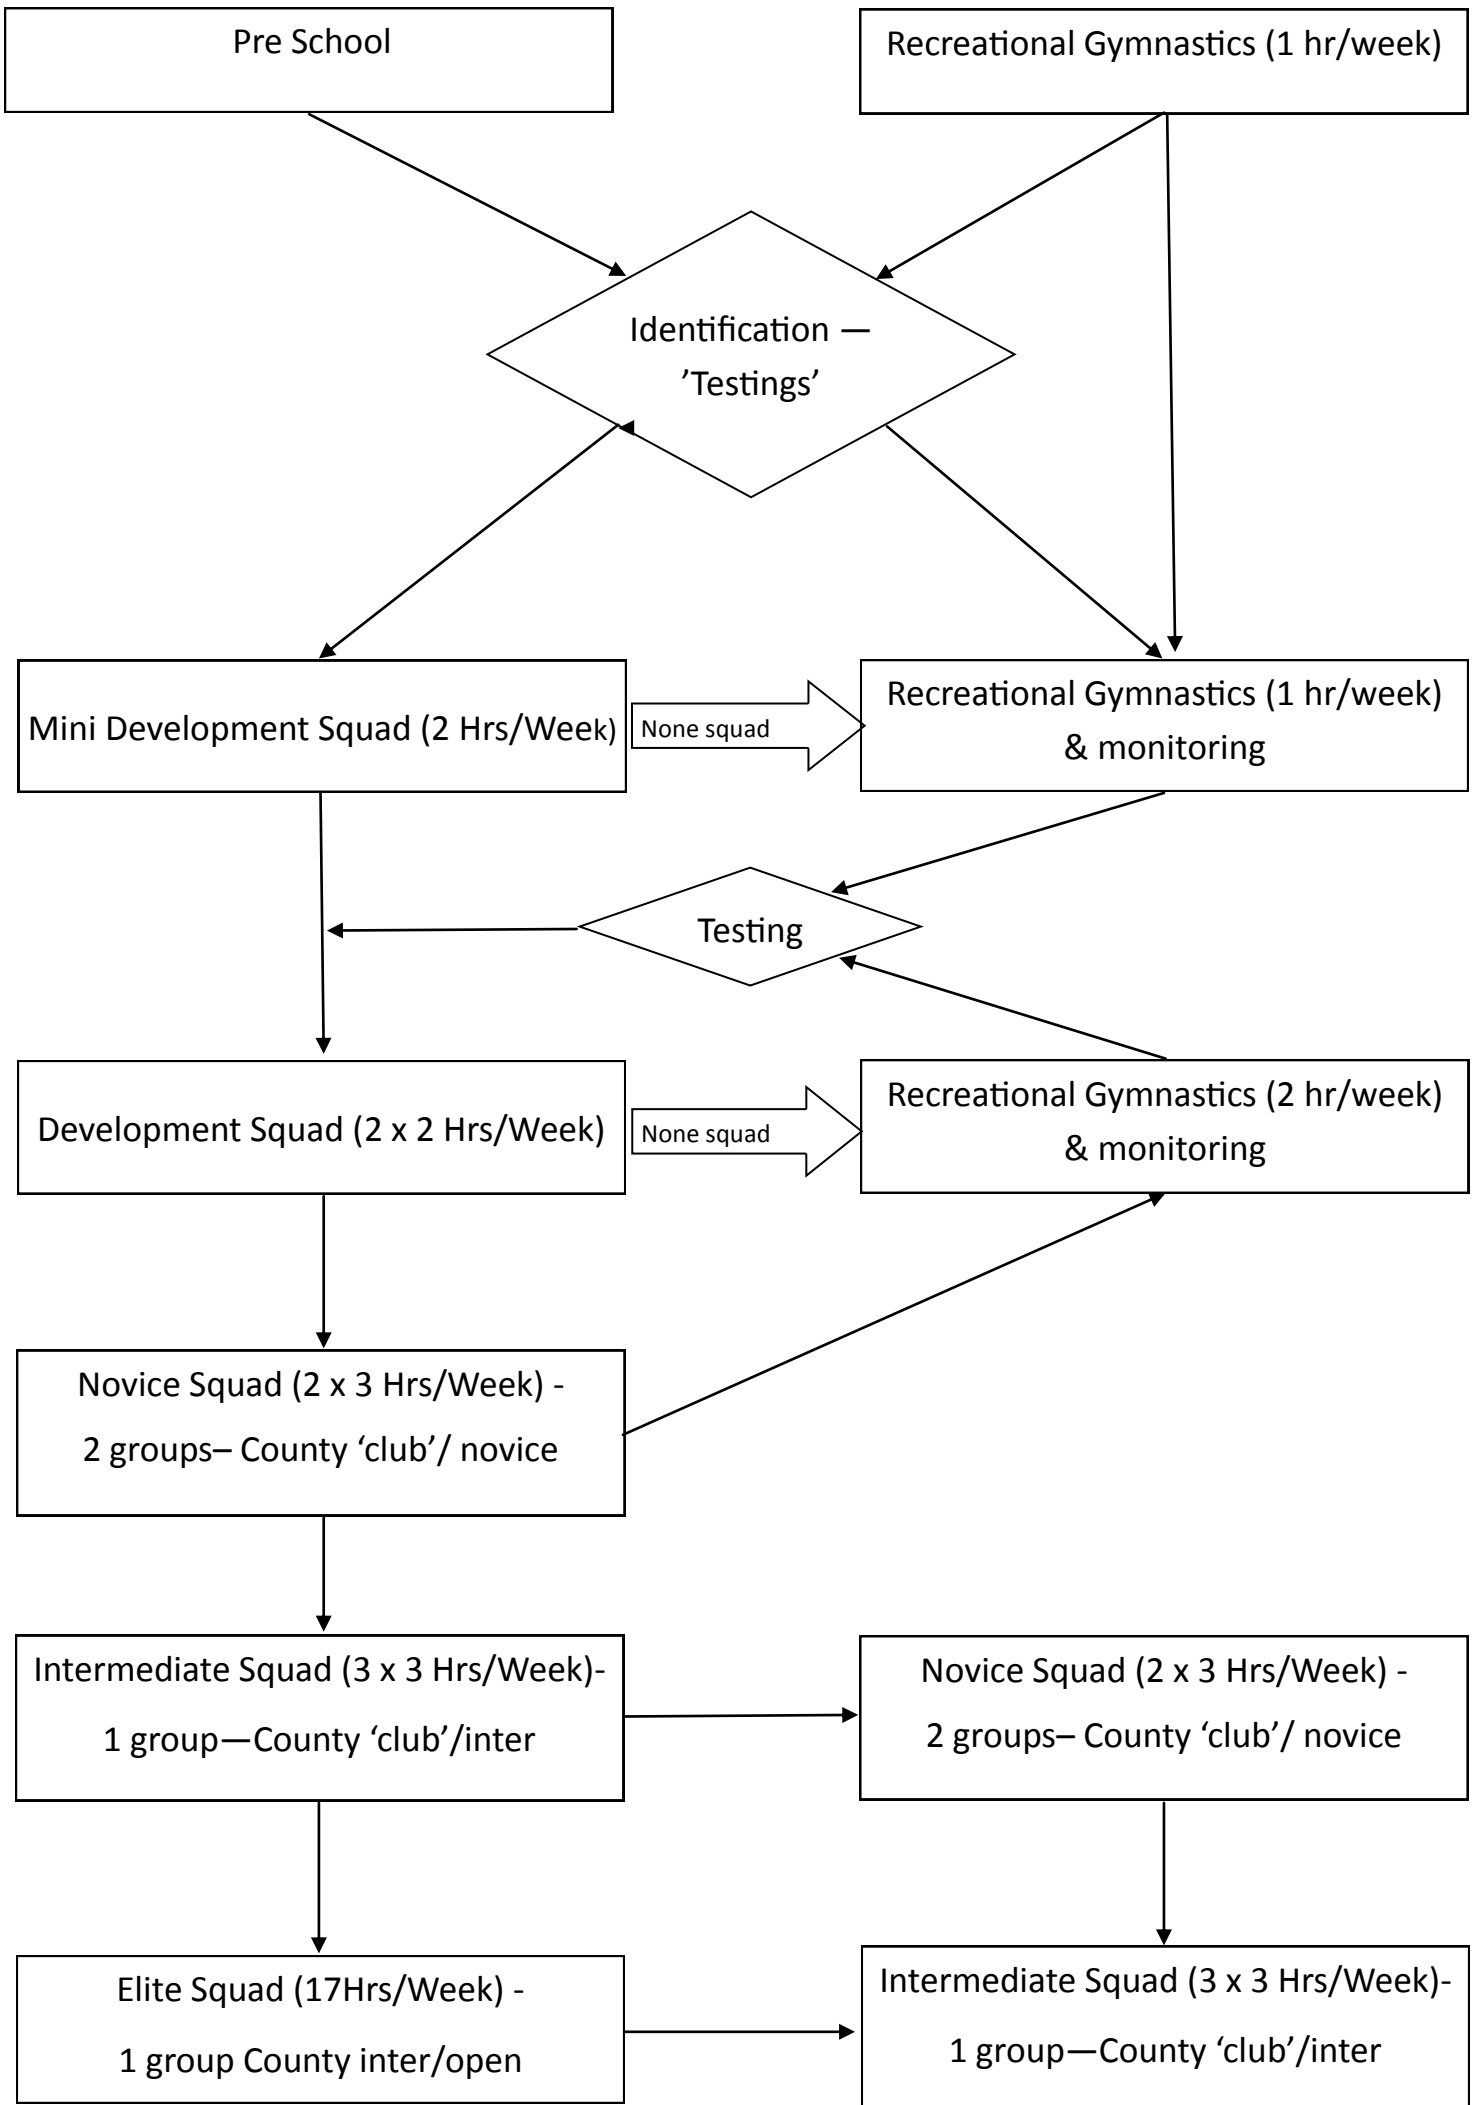 Pre School
Recreational Gymnastics (1 hr/week)
Identification —
’Testings’
Mini Development Squad (2 Hrs/Week)
None squad
Recreational Gymnastics (1 hr/week)
& monitoring
Testing
Development Squad (2 x 2 Hrs/Week)
None squad
Recreational Gymnastics (2 hr/week)
& monitoring
Novice Squad (2 x 3 Hrs/Week) -
2 groups– County ‘club’/ novice
Intermediate Squad (3 x 3 Hrs/Week)-
1 group—County ‘club’/inter
Novice Squad (2 x 3 Hrs/Week) -
2 groups– County ‘club’/ novice
Elite Squad (17Hrs/Week) -
1 group County inter/open
Intermediate Squad (3 x 3 Hrs/Week)-
1 group—County ‘club’/inter